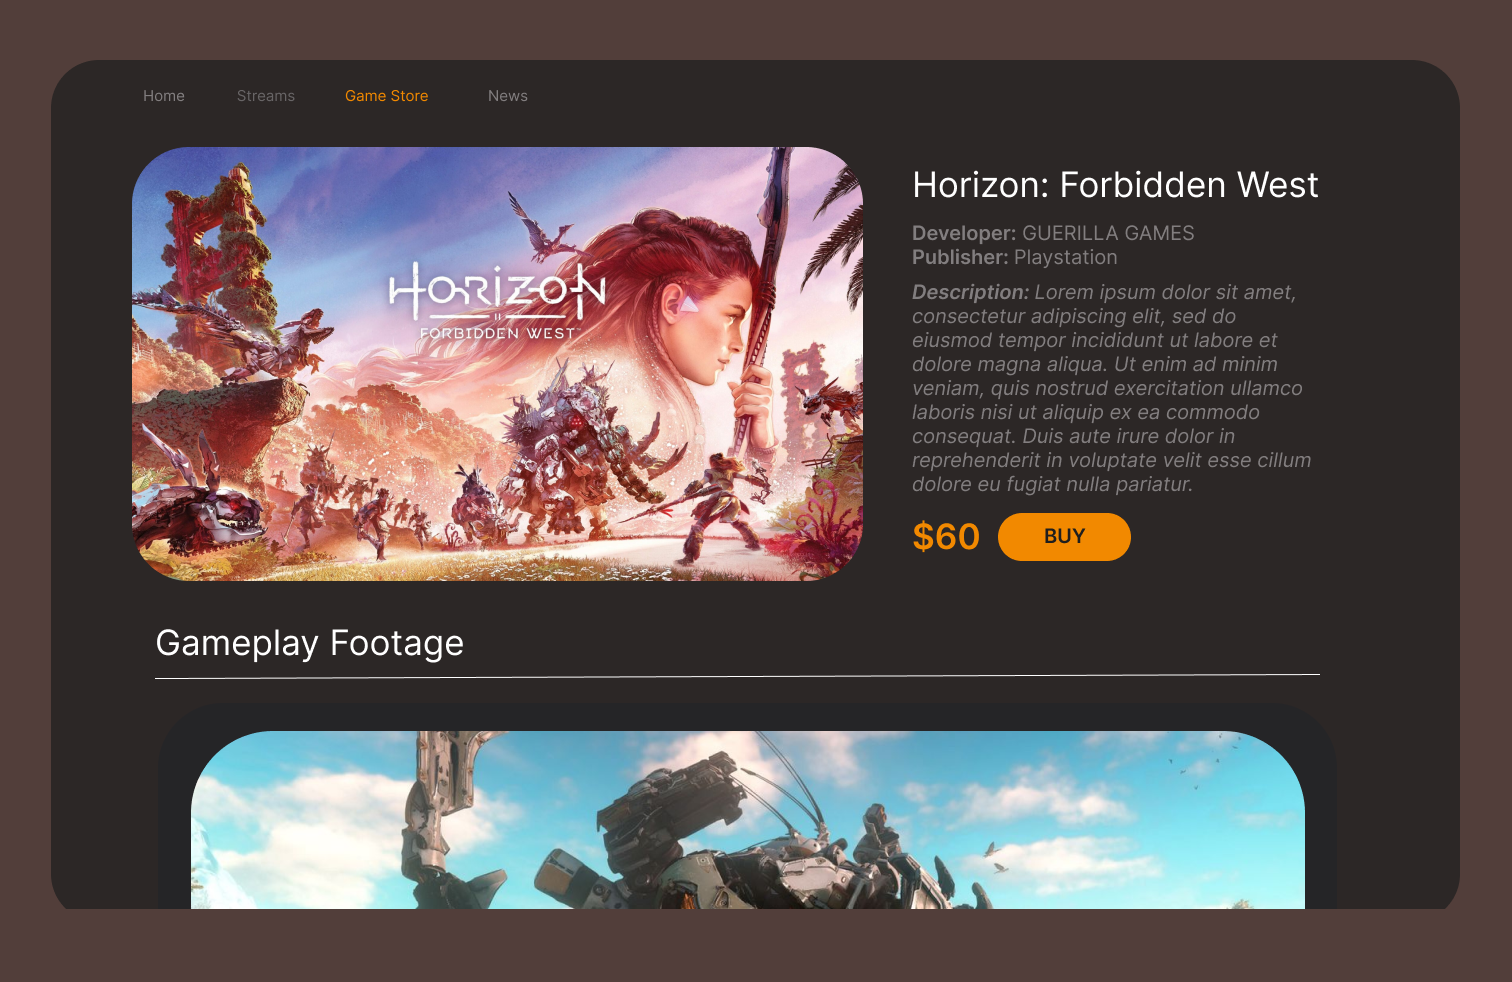 Home Streams Game Store News
HORIZON
FORBIDDEN WEST
Horizon: Forbidden West
Developer: GUERILLA GAMES
Publisher: Playstation
Description: Lorem ipsum dolor sit amet,
consectetur adipiscing elit, sed do
eiusmod tempor incididunt ut labore et
dolore magna aliqua. Ut enim ad minim
veniam, quis nostrud exercitation ullamco
laboris nisi ut aliquip ex ea commodo
consequat. Duis aute irure dolor in
reprehenderit in voluptate velit esse cillum
dolore eu fugiat nulla pariatur.
$60 BUY
Gameplay Footage